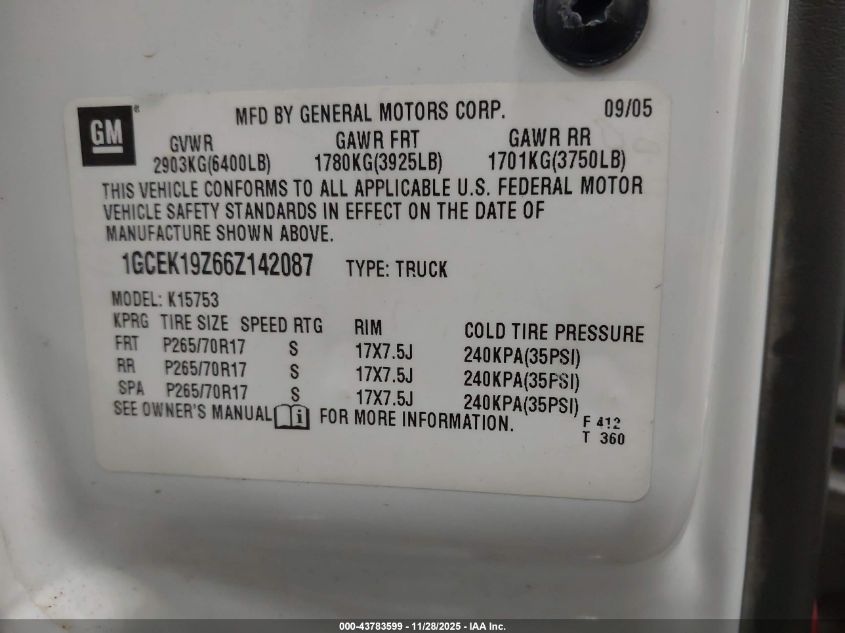 GM ® MFD BY GENERAL MOTORS CORP. 09/05
GVWR GAWR FRT GAWR RR
2903KG(6400LB) 1780KG(3925LB) 1701KG(3750LB)
THIS VEHICLE CONFORMS TO ALL APPLICABLE U.S. FEDERAL MOTOR
VEHICLE SAFETY STANDARDS IN EFFECT ON THE DATE OF
MANUFACTURE SHOWN ABOVE.
1GCEK19Z66Z142087 TYPE: TRUCK
MODEL: K15753
KPRG TIRE SIZE SPEED RTG RIM COLD TIRE PRESSURE
FRT P265/70R17 S 17X7.5J 240KPA(35PSI)
RR P265/70R17 S 17X7.5J 240KPA(35PSI)
SPA P265/70R17 S 17X7.5J 240KPA(35PSI)
SEE OWNER'S MANUAL i FOR MORE INFORMATION.
F 412
T 360
000-43783599 | 11/28/2025 - IAA Inc.